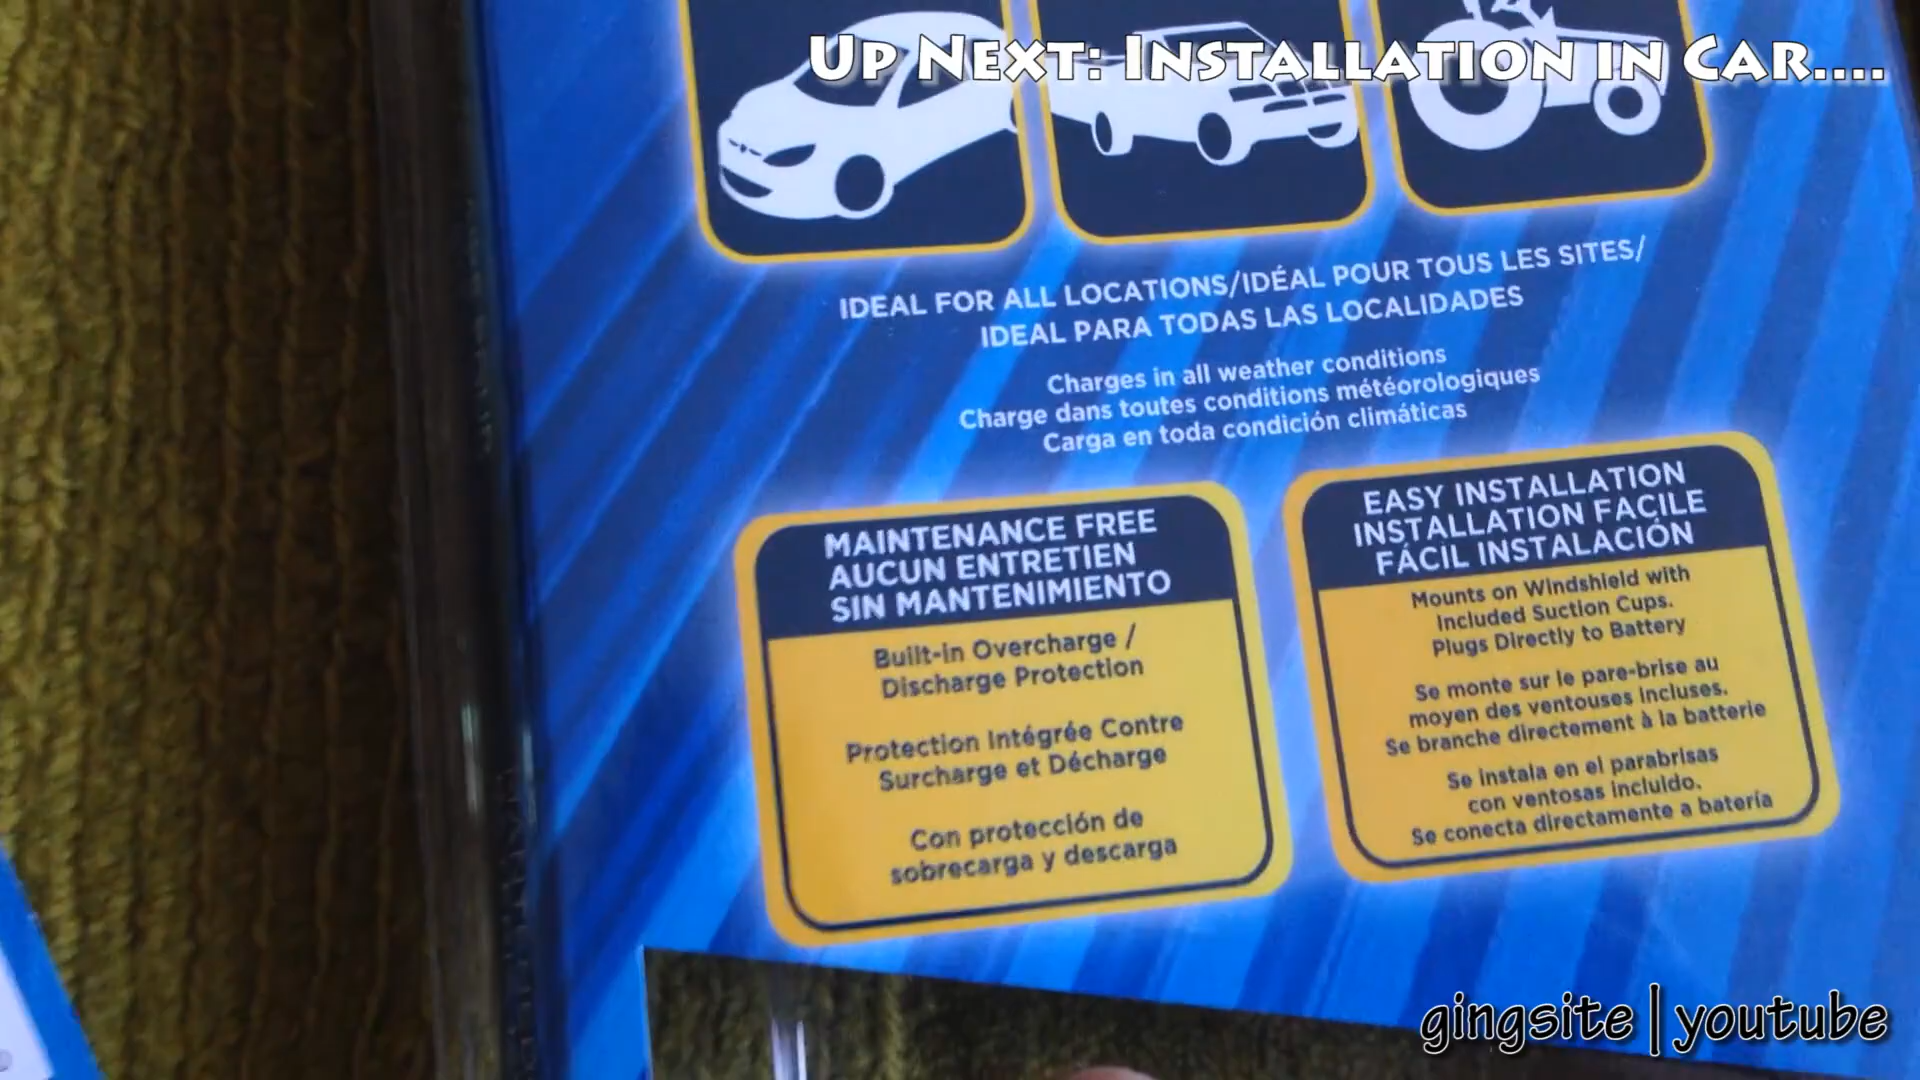 Up Next: Installation in Car....
IDEAL FOR ALL LOCATIONS/IDÉAL POUR TOUS LES SITES/
IDEAL PARA TODAS LAS LOCALIDADES
Charges in all weather conditions
Charge dans toutes conditions météorologiques
Carga en toda condición climáticas
MAINTENANCE FREE
AUCUN ENTRETIEN
SIN MANTENIMIENTO
Built-in Overcharge /
Discharge Protection
Protection Intégrée Contre
Surcharge et Décharge
Con protección de
sobrecarga y descarga
EASY INSTALLATION
INSTALLATION FACILE
FÁCIL INSTALACIÓN
Mounts on Windshield with
Included Suction Cups.
Plugs Directly to Battery
Se monte sur le pare-brise au
moyen des ventouses incluses.
Se branche directement à la batterie
Se instala en el parabrisas
con ventosas incluido.
Se conecta directamente a batería
gingsite|youtube